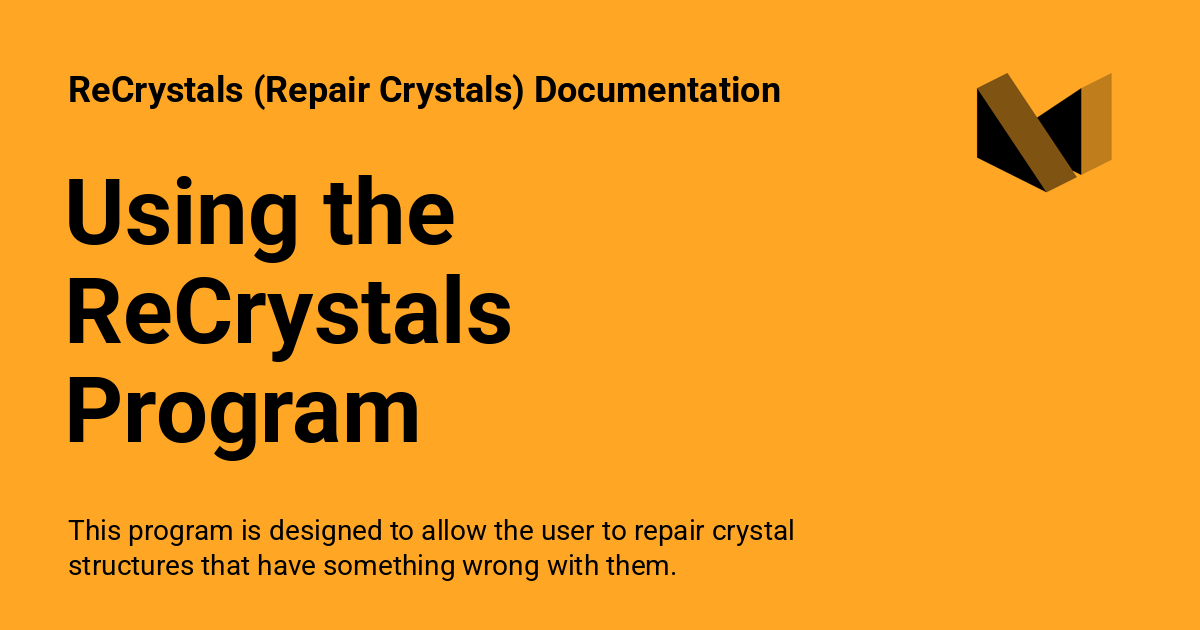 ReCrystals (Repair Crystals) Documentation
Using the
ReCrystals
Program
This program is designed to allow the user to repair crystal
structures that have something wrong with them.